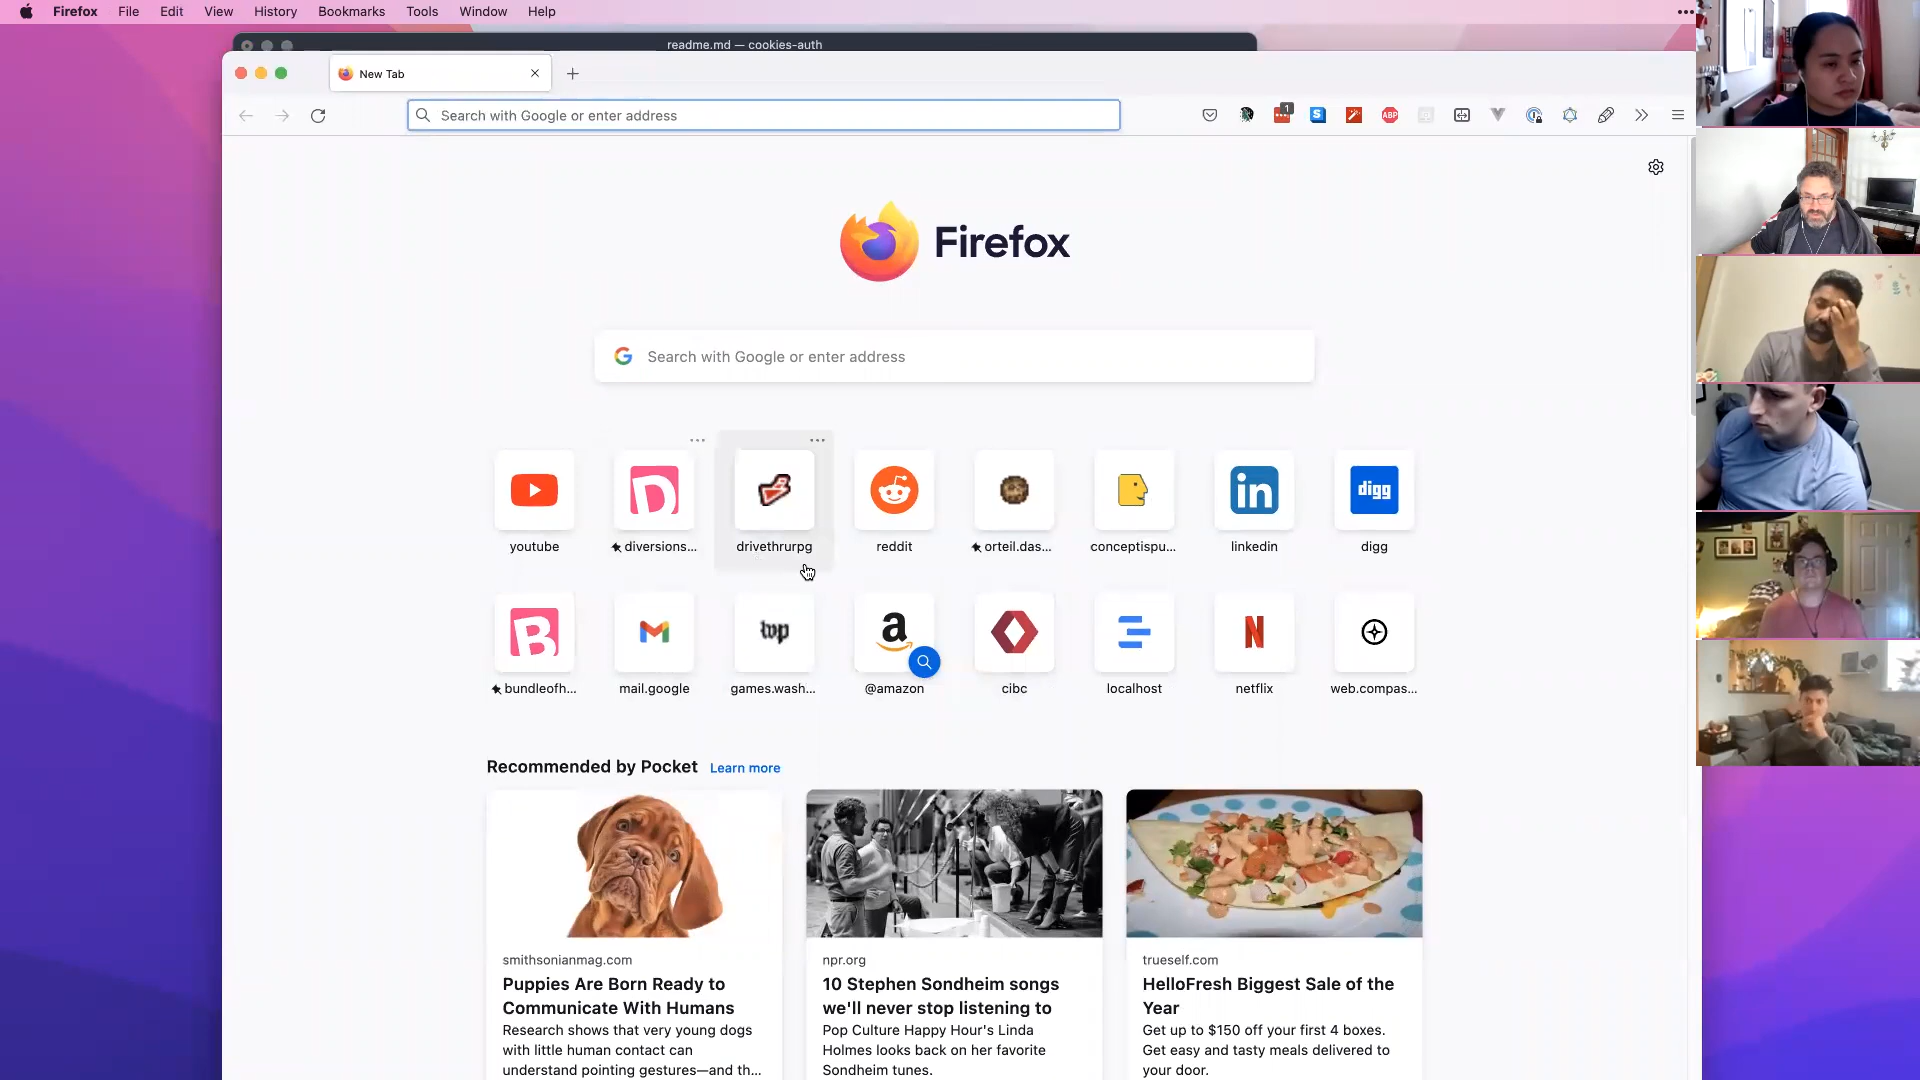 Firefox File Edit View History Bookmarks Tools Window Help
readme.md — cookies-auth
New Tab
Search with Google or enter address
1
S
ABP
Firefox
Search with Google or enter address
youtube
diversions...
drivethrurpg
reddit
orteil.das...
conceptispu...
linkedin
digg
D
in
digg
B
wp
a
N
bundleofh...
mail.google
games.wash...
@amazon
cibc
localhost
netflix
web.compas...
Recommended by Pocket Learn more
smithsonianmag.com
Puppies Are Born Ready to
Communicate With Humans
Research shows that very young dogs
with little human contact can
understand pointing gestures—and th...
npr.org
10 Stephen Sondheim songs
we'll never stop listening to
Pop Culture Happy Hour's Linda
Holmes looks back on her favorite
Sondheim tunes.
trueself.com
HelloFresh Biggest Sale of the
Year
Get up to $150 off your first 4 boxes.
Get easy and tasty meals delivered to
your door.